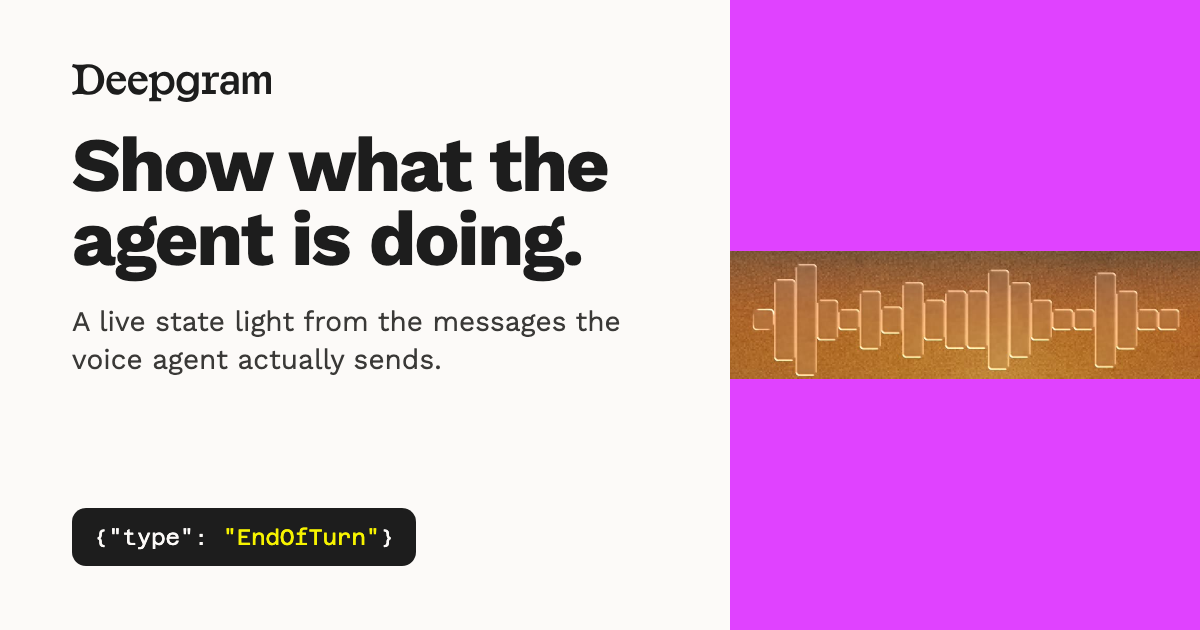 Deepgram
Show what the
agent is doing.
A live state light from the messages the
voice agent actually sends.
{"type": "EndOfTurn"}